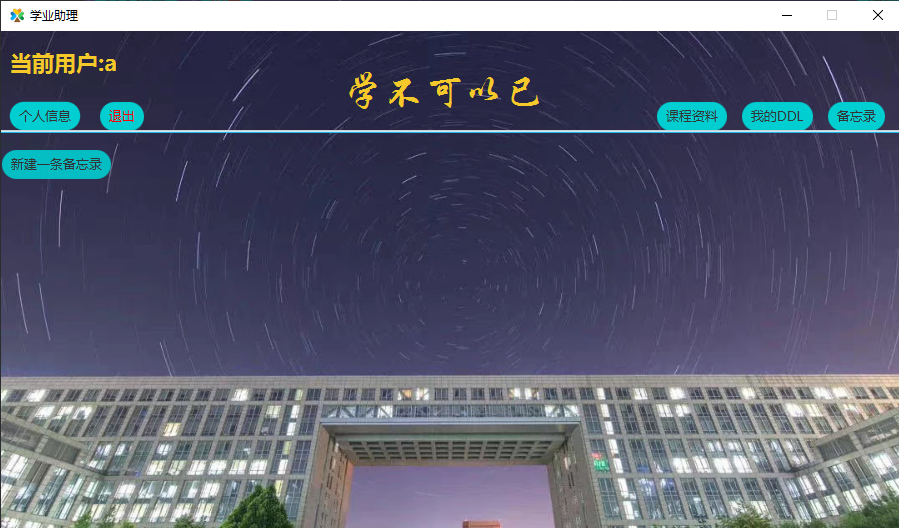 学业助理
当前用户:a
学不可以已
个人信息 退出 课程资料 我的DDL 备忘录
新建一条备忘录